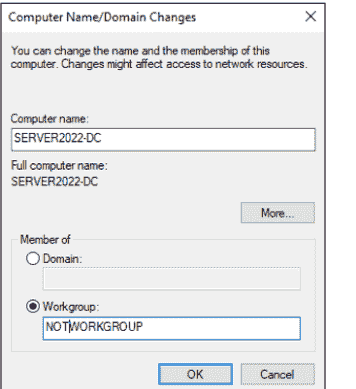 Computer Name/Domain Changes
You can change the name and the membership of this
computer. Changes might affect access to network resources.
Computer name:
SERVER2022-DC
Full computer name:
SERVER2022-DC
More...
Member of
Domain:
Workgroup:
NOTWORKGROUP
OK
Cancel